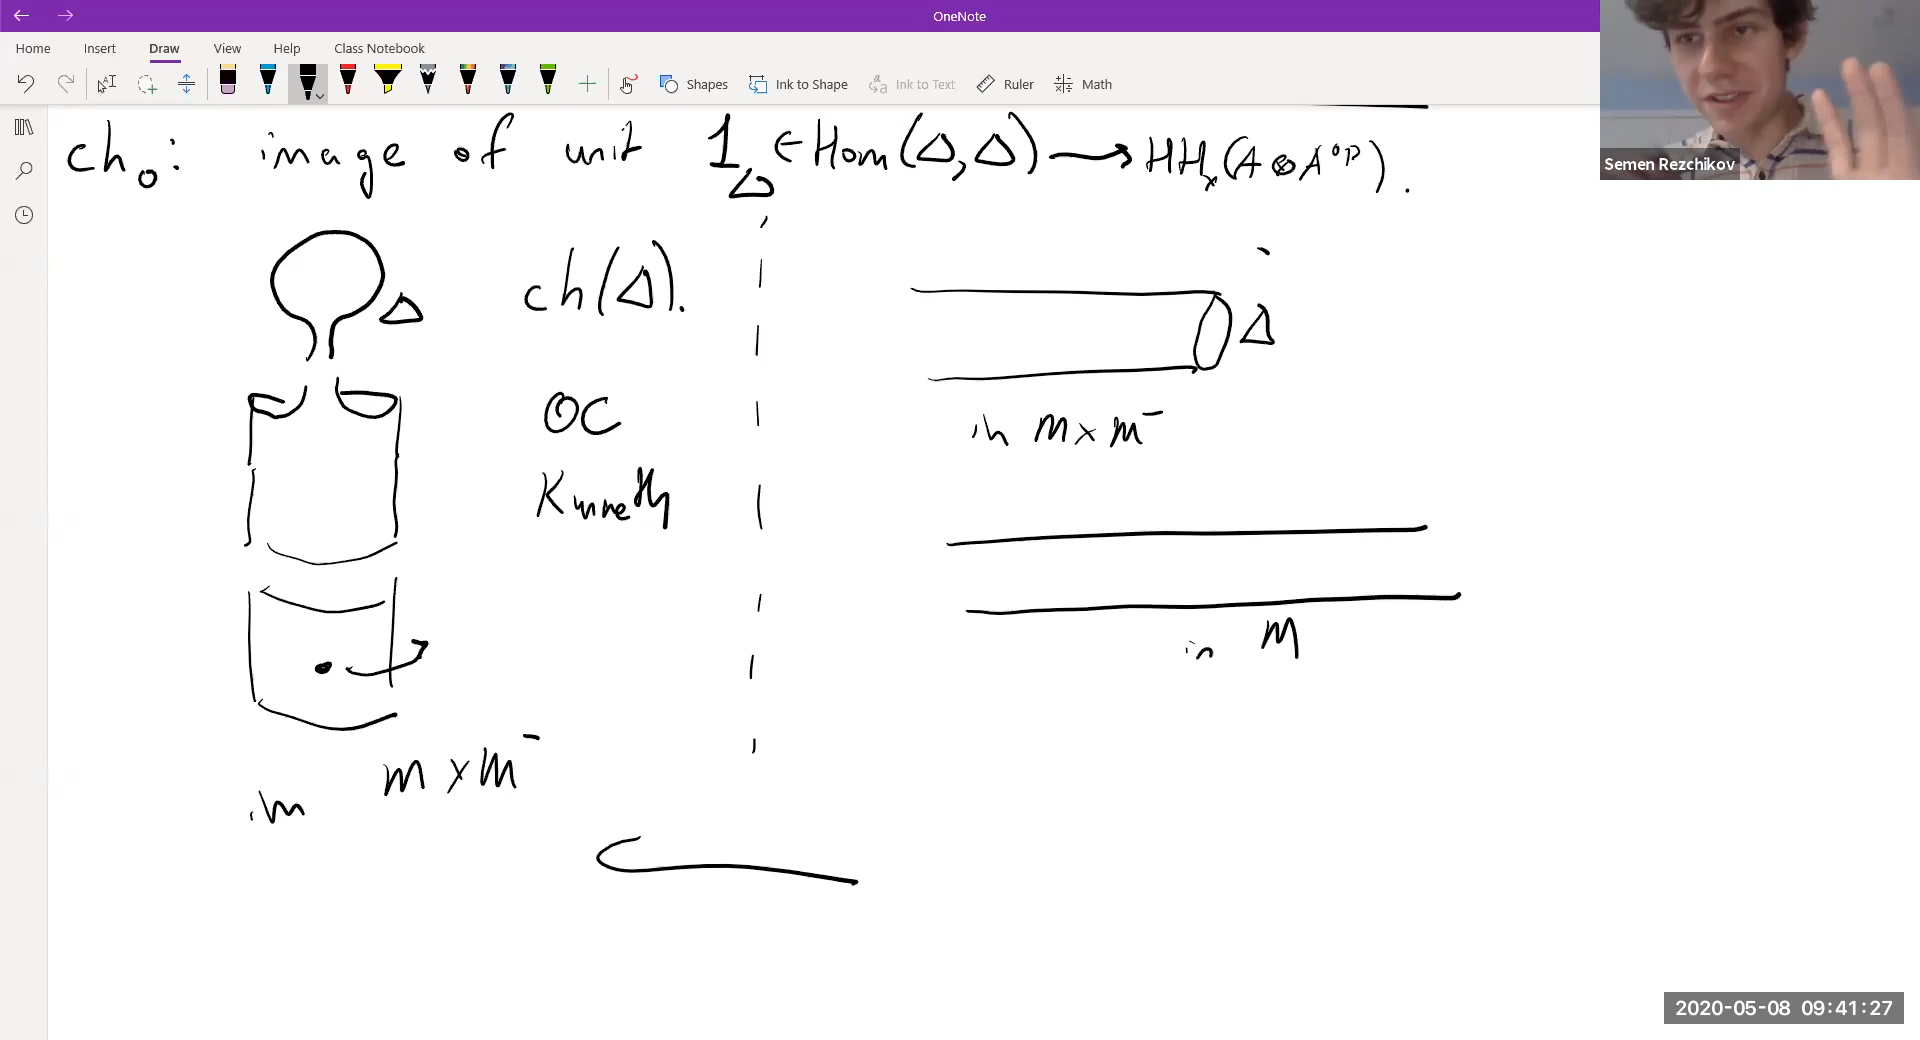 OneNote
Home Insert Draw View Help Class Notebook
Shapes Ink to Shape Ink to Text Ruler Math
Semen Rezchikov
ch₀: image of unit 1_Δ ∈ Hom(Δ, Δ) ⟶ HH_*(A⊗A^op).
Δ ch(Δ).
OC
Kunneth
in M × M⁻
Δ
in M × M⁻
in M
2020-05-08 09:41:27